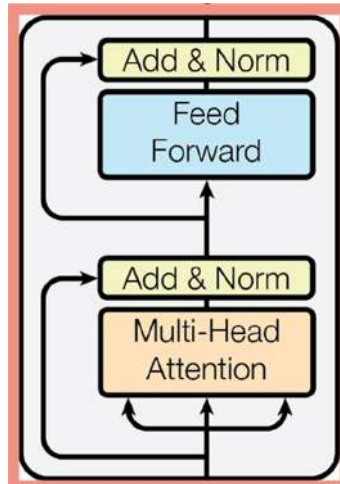 Add & Norm
Feed
Forward
Add & Norm
Multi-Head
Attention